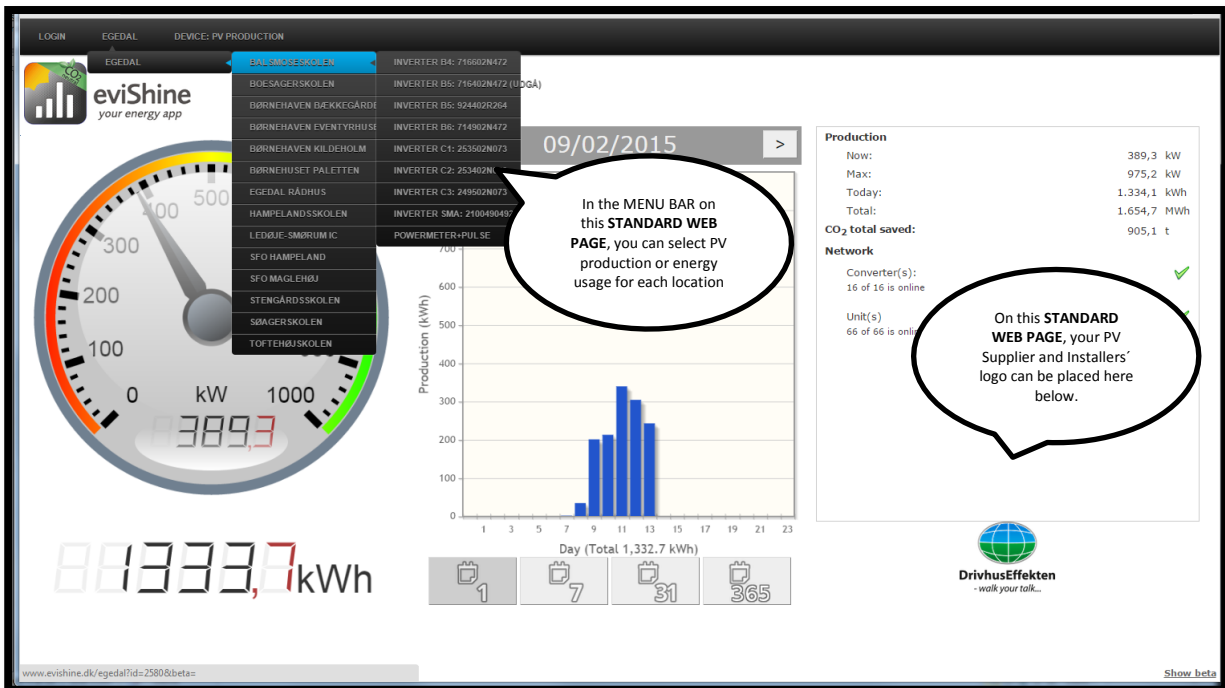 LOGIN EGEDAL DEVICE: PV PRODUCTION
EGEDAL
BALSMOSESKOLEN
BOESAGERSKOLEN
BØRNEHAVEN BÆKKEGÅRDE
BØRNEHAVEN EVENTYRHUSE
BØRNEHAVEN KILDEHOLM
BØRNEHUSET PALETTEN
EGEDAL RÅDHUS
HAMPELANDSSKOLEN
LEDØJE-SMØRUM IC
SFO HAMPELAND
SFO MAGLEHØJ
STENGÅRDSSKOLEN
SØAGERSKOLEN
TOFTEHØJSKOLEN
INVERTER B4: 716602N472
INVERTER B5: 716402N472 (UDGÅ)
INVERTER B5: 924402R264
INVERTER B6: 714902N472
INVERTER C1: 253502N073
INVERTER C2: 253402N
INVERTER C3: 249502N073
INVERTER SMA: 2100490492
POWERMETER+PULSE
CO2
eviShine
your energy app
0
100
200
300
400
500
1000
kW
389,3
1333,7 kWh
09/02/2015 >
Production (kWh)
700
600
500
400
300
200
100
0
1 3 5 7 9 11 13 15 17 19 21 23
Day (Total 1,332.7 kWh)
1 7 31 365
In the MENU BAR on
this STANDARD WEB
PAGE, you can select PV
production or energy
usage for each location
Production
Now: 389,3 kW
Max: 975,2 kW
Today: 1.334,1 kWh
Total: 1.654,7 MWh
CO2 total saved: 905,1 t
Network
Converter(s):
16 of 16 is online
Unit(s)
66 of 66 is onlin
On this STANDARD
WEB PAGE, your PV
Supplier and Installers´
logo can be placed here
below.
DrivhusEffekten
- walk your talk...
www.evishine.dk/egedal?id=2580&beta=
Show beta